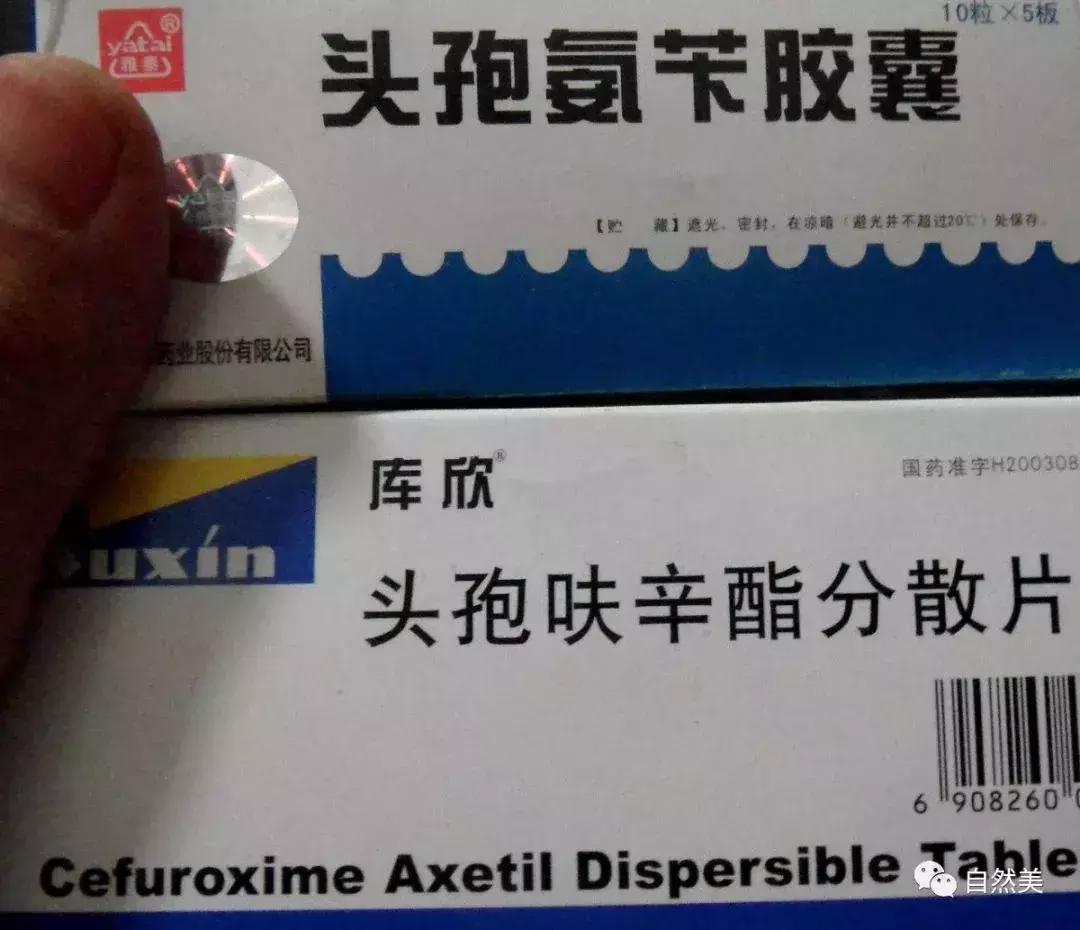 10粒×5板
yatai®
雅泰
头孢氨苄胶囊
【贮 藏】遮光，密封，在凉暗（避光并不超过20℃）处保存。
药业股份有限公司
库欣®
国药准字H200308
uxin
头孢呋辛酯分散片
6 908260
Cefuroxime Axetil Dispersible Table
自然美